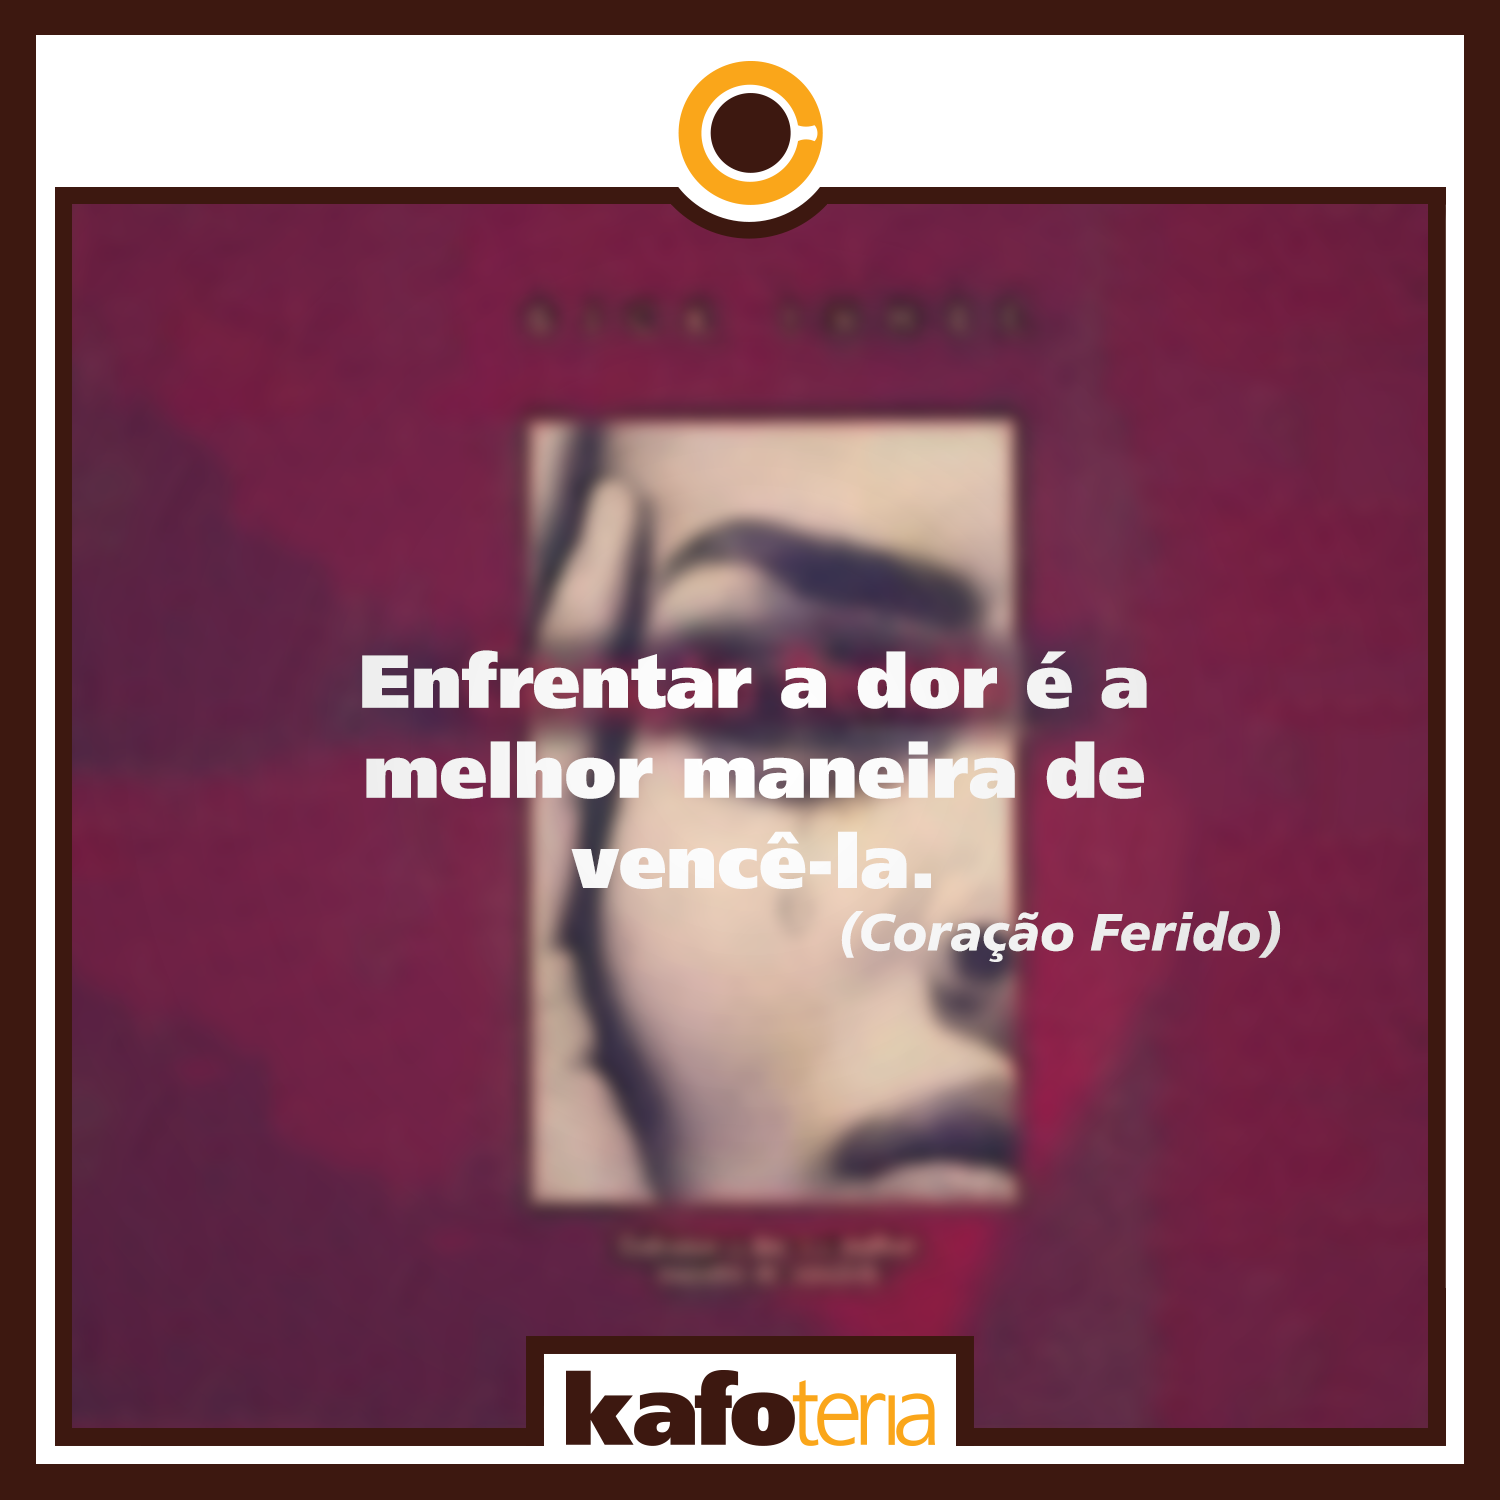 Enfrentar a dor é a
melhor maneira de
vencê-la.
(Coração Ferido)
kafoteria